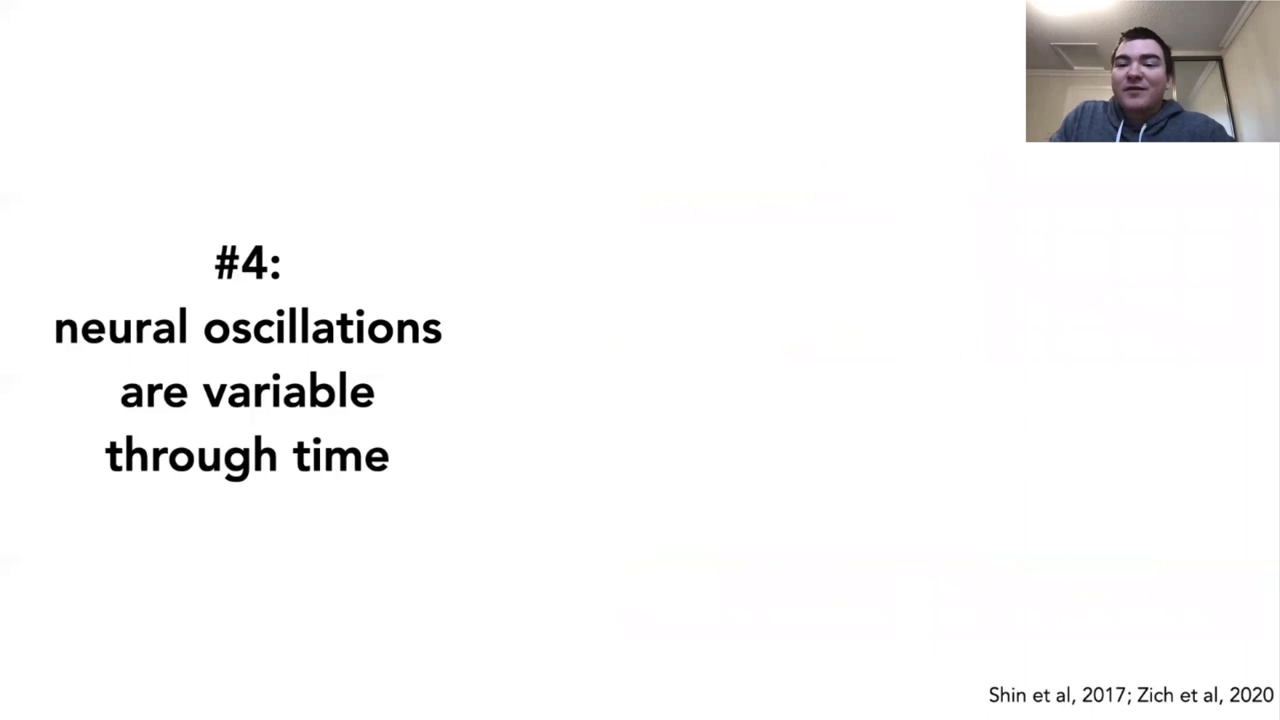 #4:
neural oscillations
are variable
through time
Shin et al, 2017; Zich et al, 2020